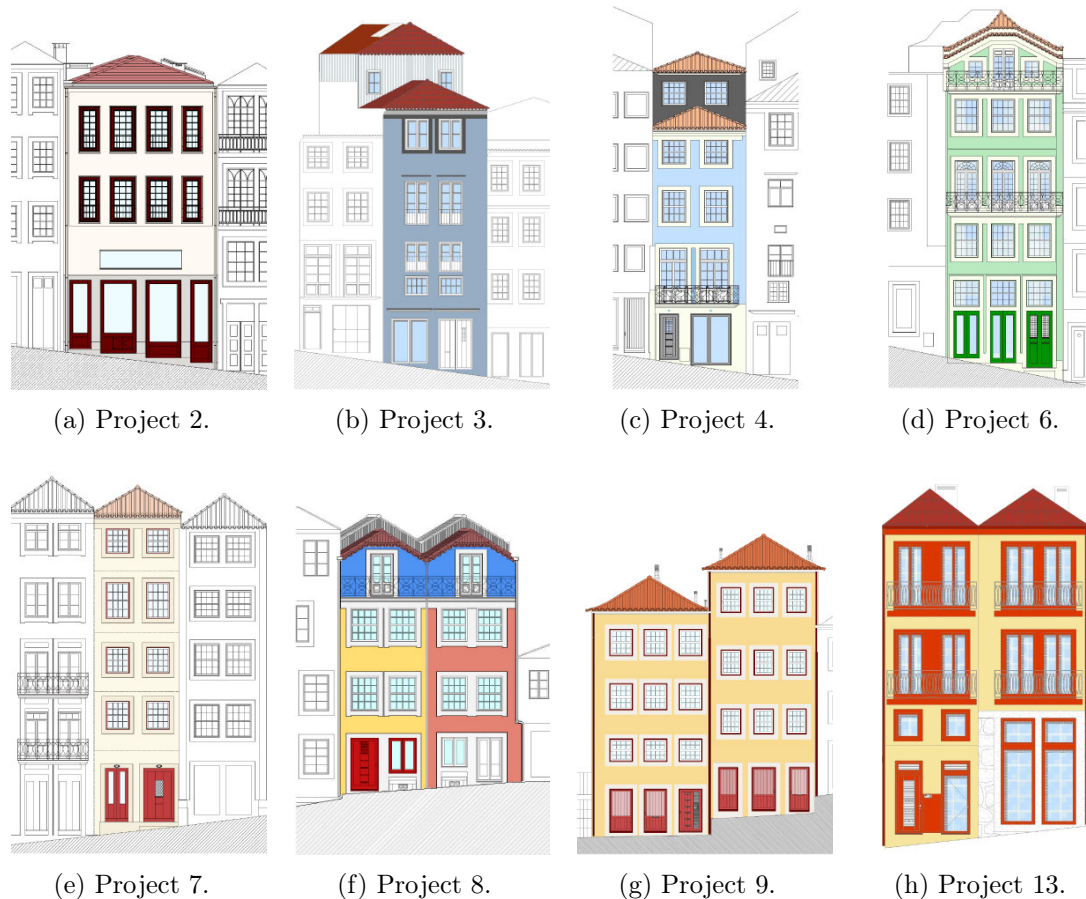 (a) Project 2.
(b) Project 3.
(c) Project 4.
(d) Project 6.
(e) Project 7.
(f) Project 8.
(g) Project 9.
(h) Project 13.